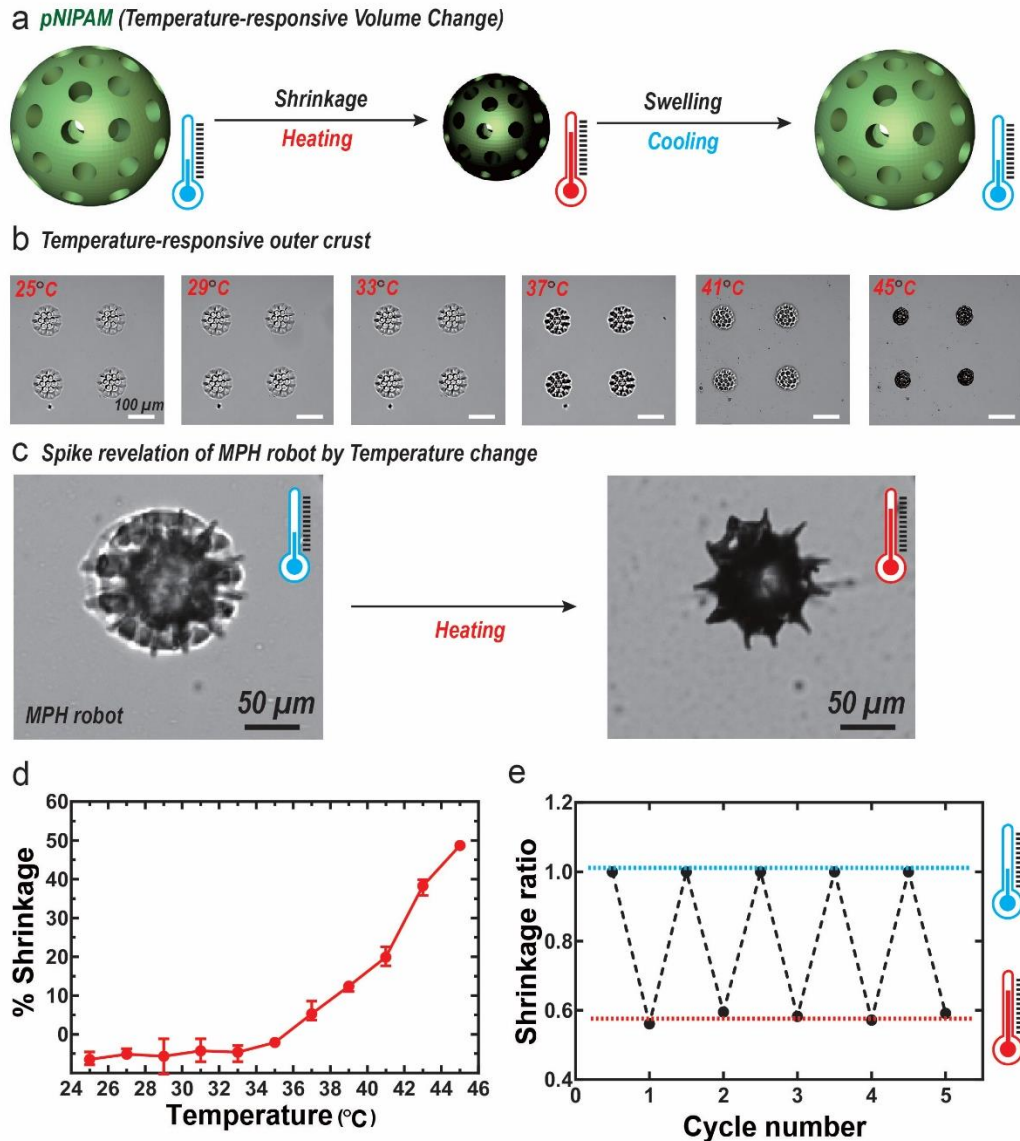 a pNIPAM (Temperature-responsive Volume Change)
Shrinkage
Heating
Swelling
Cooling
b Temperature-responsive outer crust
25°C 29°C 33°C 37°C 41°C 45°C
100 µm
c Spike revelation of MPH robot by Temperature change
MPH robot
50 µm
Heating
50 µm
d
% Shrinkage
60
50
40
30
20
10
0
24 26 28 30 32 34 36 38 40 42 44 46
Temperature (°C)
e
Shrinkage ratio
1.2
1.0
0.8
0.6
0.4
1 2 3 4 5
Cycle number